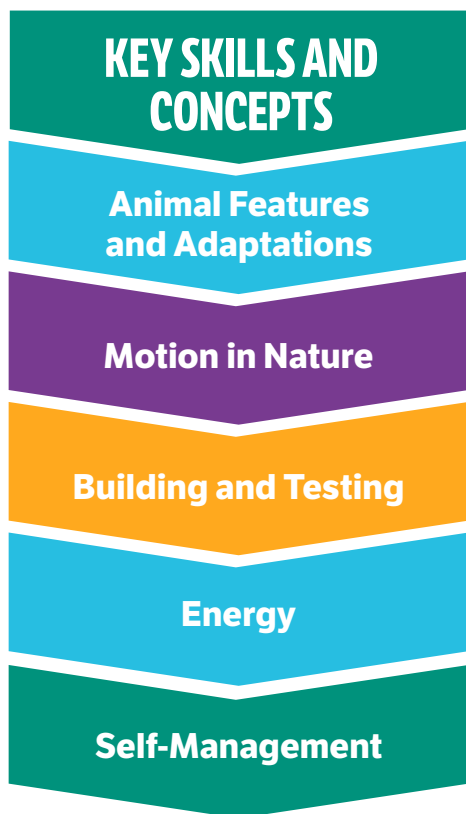 KEY SKILLS AND
CONCEPTS
Animal Features
and Adaptations
Motion in Nature
Building and Testing
Energy
Self-Management